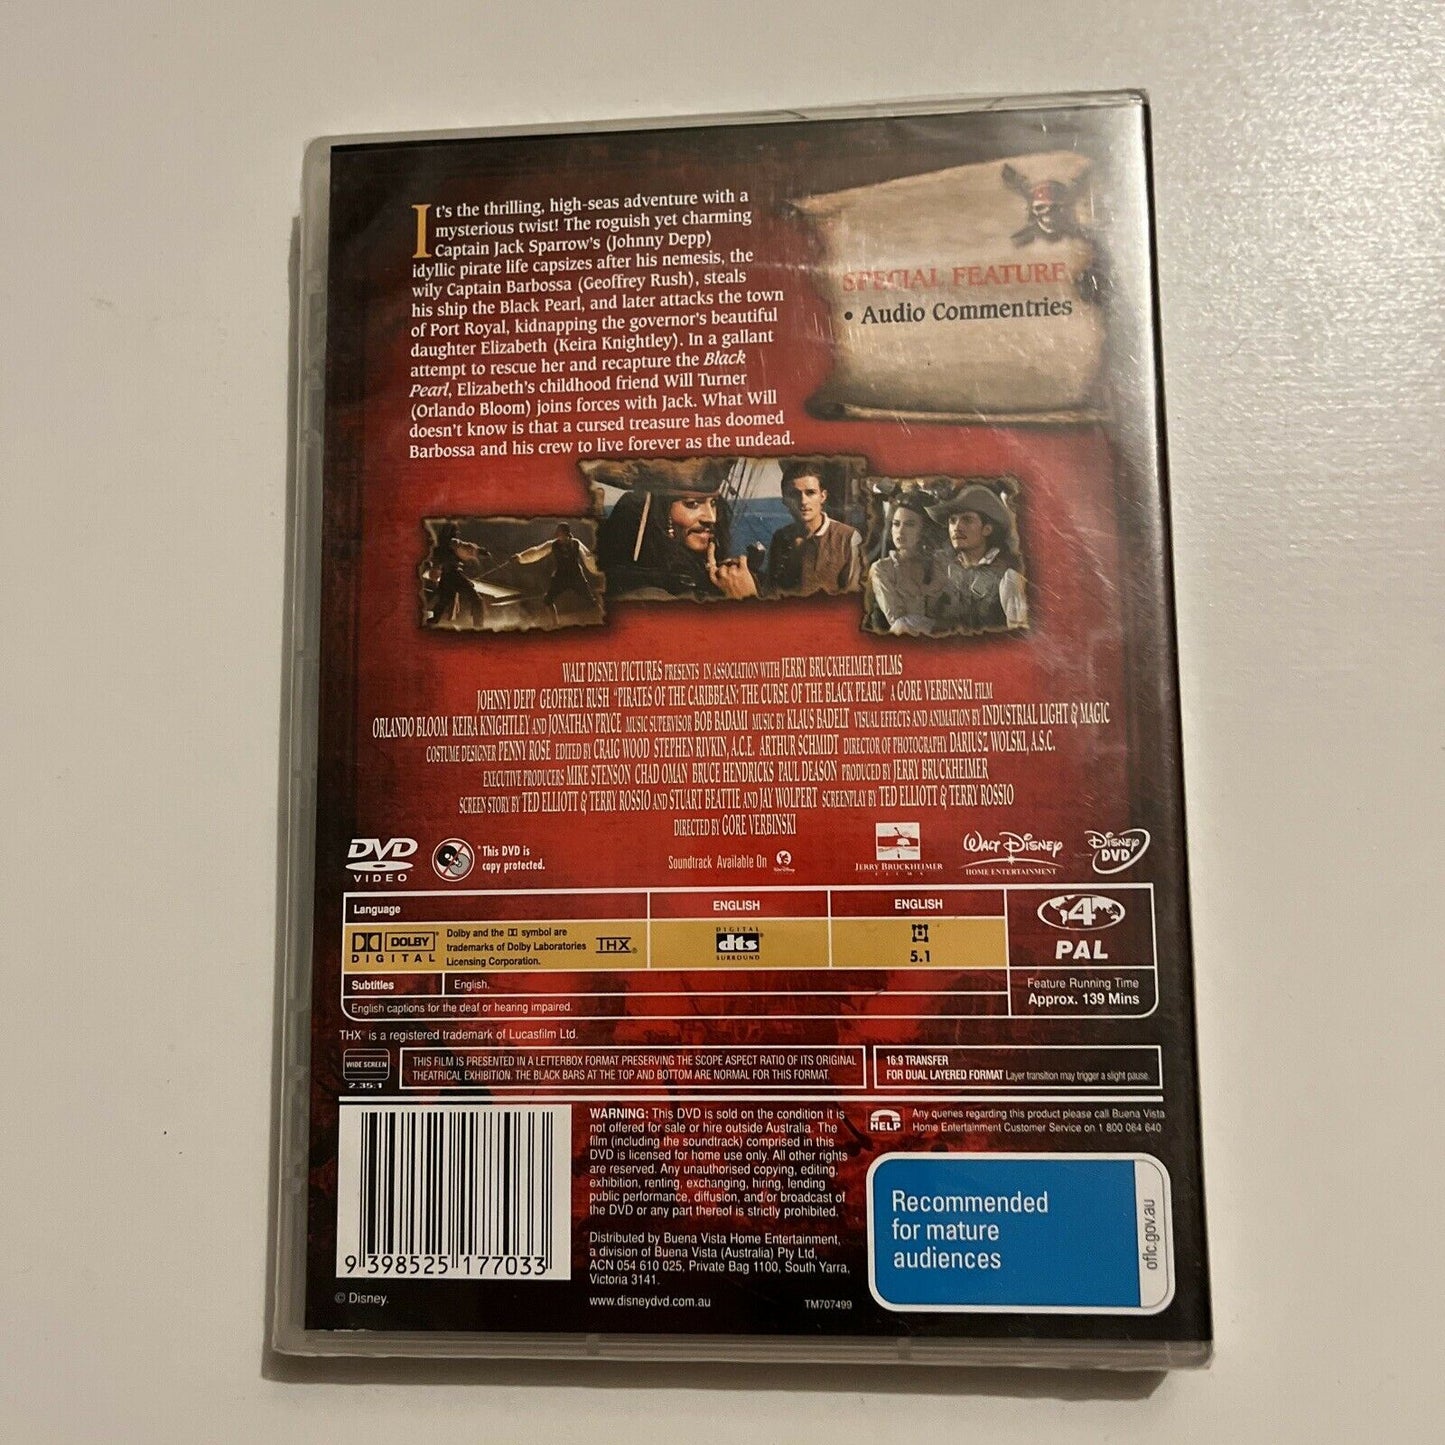 It's the thrilling, high-seas adventure with a
mysterious twist! The roguish yet charming
Captain Jack Sparrow's (Johnny Depp)
idyllic pirate life capsizes after his nemesis, the
wily Captain Barbossa (Geoffrey Rush), steals
his ship the Black Pearl, and later attacks the town
of Port Royal, kidnapping the governor's beautiful
daughter Elizabeth (Keira Knightley). In a gallant
attempt to rescue her and recapture the Black
Pearl, Elizabeth's childhood friend Will Turner
(Orlando Bloom) joins forces with Jack. What Will
doesn't know is that a cursed treasure has doomed
Barbossa and his crew to live forever as the undead.
SPECIAL FEATURE
• Audio Commentries
WALT DISNEY PICTURES PRESENTS IN ASSOCIATION WITH JERRY BRUCKHEIMER FILMS
JOHNNY DEPP GEOFFREY RUSH "PIRATES OF THE CARIBBEAN: THE CURSE OF THE BLACK PEARL" A GORE VERBINSKI FILM
ORLANDO BLOOM KEIRA KNIGHTLEY AND JONATHAN PRYCE MUSIC SUPERVISOR BOB BADAMI MUSIC BY KLAUS BADELT VISUAL EFFECTS AND ANIMATION BY INDUSTRIAL LIGHT & MAGIC
COSTUME DESIGNER PENNY ROSE EDITED BY CRAIG WOOD STEPHEN RIVKIN, A.C.E. ARTHUR SCHMIDT DIRECTOR OF PHOTOGRAPHY DARIUSZ WOLSKI, A.S.C.
EXECUTIVE PRODUCERS MIKE STENSON CHAD OMAN BRUCE HENDRICKS PAUL DEASON PRODUCED BY JERRY BRUCKHEIMER
SCREEN STORY BY TED ELLIOTT & TERRY ROSSIO AND STUART BEATTIE AND JAY WOLPERT SCREENPLAY BY TED ELLIOTT & TERRY ROSSIO
DIRECTED BY GORE VERBINSKI
DVD
VIDEO
*This DVD is
copy protected.
Soundtrack Available On
JERRY BRUCKHEIMER
FILMS
WALT DISNEY
HOME ENTERTAINMENT
DISNEY
DVD
Language
ENGLISH
ENGLISH
DOLBY
DIGITAL
Dolby and the DD symbol are
trademarks of Dolby Laboratories
Licensing Corporation.
THX®
DIGITAL
dts
SURROUND
5.1
4
PAL
Subtitles
English.
English captions for the deaf or hearing impaired.
Feature Running Time
Approx. 139 Mins
THX® is a registered trademark of Lucasfilm Ltd.
WIDE SCREEN
2.35:1
THIS FILM IS PRESENTED IN A LETTERBOX FORMAT PRESERVING THE SCOPE ASPECT RATIO OF ITS ORIGINAL
THEATRICAL EXHIBITION. THE BLACK BARS AT THE TOP AND BOTTOM ARE NORMAL FOR THIS FORMAT.
16:9 TRANSFER
FOR DUAL LAYERED FORMAT Layer transition may trigger a slight pause.
9 398525 177033
© Disney.
WARNING: This DVD is sold on the condition it is
not offered for sale or hire outside Australia. The
film (including the soundtrack) comprised in this
DVD is licensed for home use only. All other rights
are reserved. Any unauthorised copying, editing,
exhibition, renting, exchanging, hiring, lending
public performance, diffusion, and/or broadcast of
the DVD or any part thereof is strictly prohibited.
Distributed by Buena Vista Home Entertainment,
a division of Buena Vista (Australia) Pty Ltd,
ACN 054 610 025, Private Bag 1100, South Yarra,
Victoria 3141.
www.disneydvd.com.au
TM707499
HELP
Any queries regarding this product please call Buena Vista
Home Entertainment Customer Service on 1 800 064 640
Recommended
for mature
audiences
oflc.gov.au